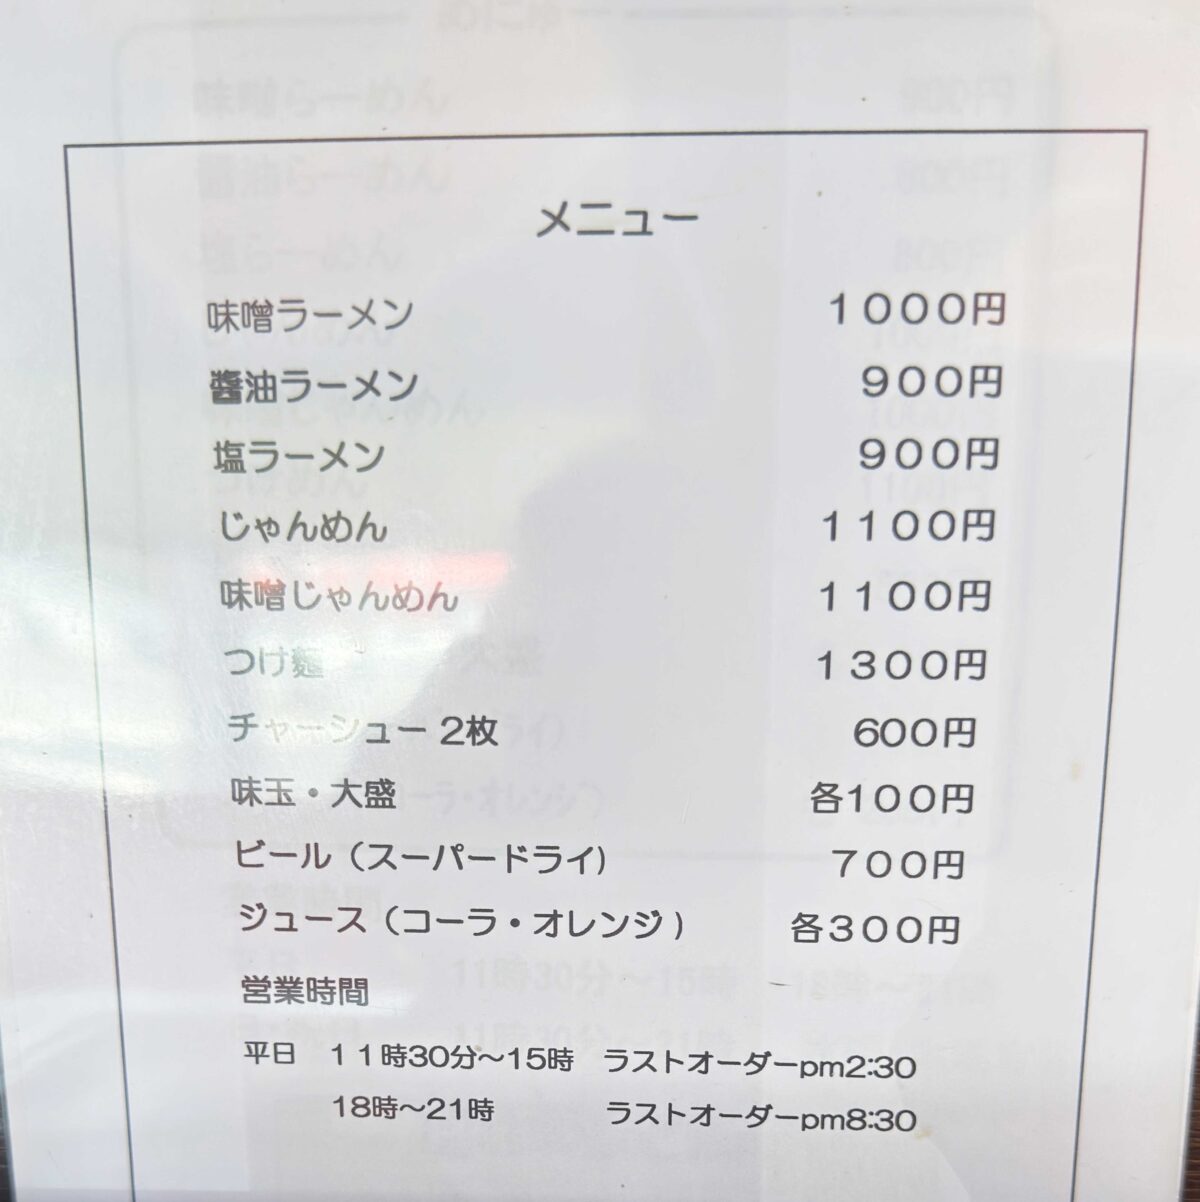 メニュー
味噌ラーメン 1000円
醤油ラーメン 900円
塩ラーメン 900円
じゃんめん 1100円
味噌じゃんめん 1100円
つけ麺 1300円
チャーシュー 2枚 600円
味玉・大盛 各100円
ビール（スーパードライ） 700円
ジュース（コーラ・オレンジ） 各300円
営業時間
平日 11時30分～15時 ラストオーダーpm2:30
18時～21時 ラストオーダーpm8:30